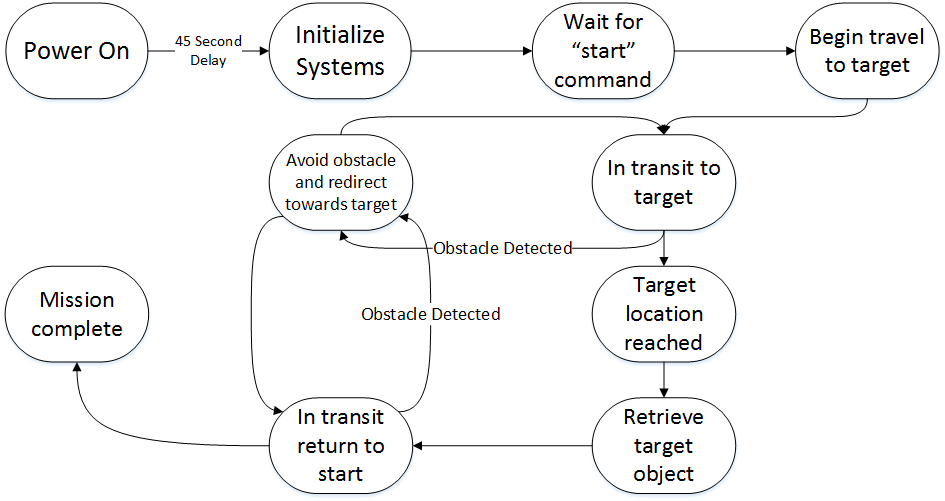 Power On
45 Second
Delay
Initialize
Systems
Wait for
“start”
command
Begin travel
to target
Avoid obstacle
and redirect
towards target
In transit to
target
Obstacle Detected
Mission
complete
Obstacle Detected
Target
location
reached
In transit
return to
start
Retrieve
target
object